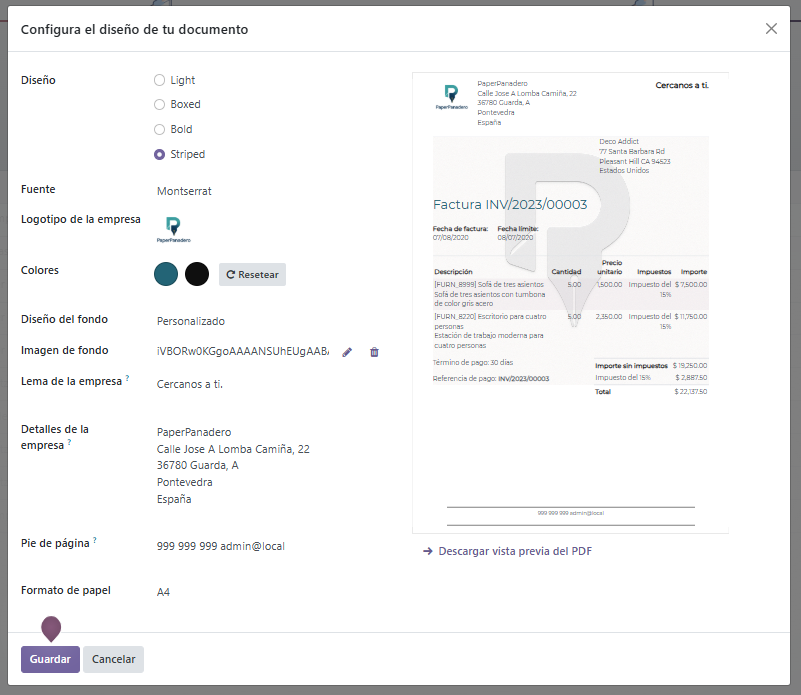 Configura el diseño de tu documento
Diseño
Light
Boxed
Bold
Striped
Fuente
Montserrat
Logotipo de la empresa
PaperPanadero
Colores
Resetear
Diseño del fondo
Personalizado
Imagen de fondo
iVBORw0KGgoAAAANSUhEUgAABA
Lema de la empresa ?
Cercanos a ti.
Detalles de la empresa ?
PaperPanadero
Calle Jose A Lomba Camiña, 22
36780 Guarda, A
Pontevedra
España
Pie de página ?
999 999 999 admin@local
Formato de papel
A4
Guardar
Cancelar
PaperPanadero
PaperPanadero
Calle Jose A Lomba Camiña, 22
36780 Guarda, A
Pontevedra
España
Cercanos a ti.
Deco Addict
77 Santa Barbara Rd
Pleasant Hill CA 94523
Estados Unidos
Factura INV/2023/00003
Fecha de factura: Fecha límite:
07/08/2020 08/07/2020
Descripción Cantidad Precio unitario Impuestos Importe
[FURN_8999] Sofá de tres asientos 5,00 1,500.00 Impuesto del 15% $ 7,500.00
Sofá de tres asientos con tumbona
de color gris acero
[FURN_8220] Escritorio para cuatro personas 5,00 2,350.00 Impuesto del 15% $ 11,750.00
Estación de trabajo moderna para
cuatro personas
Término de pago: 30 días
Referencia de pago: INV/2023/00003
Importe sin impuestos $ 19,250.00
Impuesto del 15% $ 2,887.50
Total $ 22,137.50
999 999 999 admin@local
Descargar vista previa del PDF